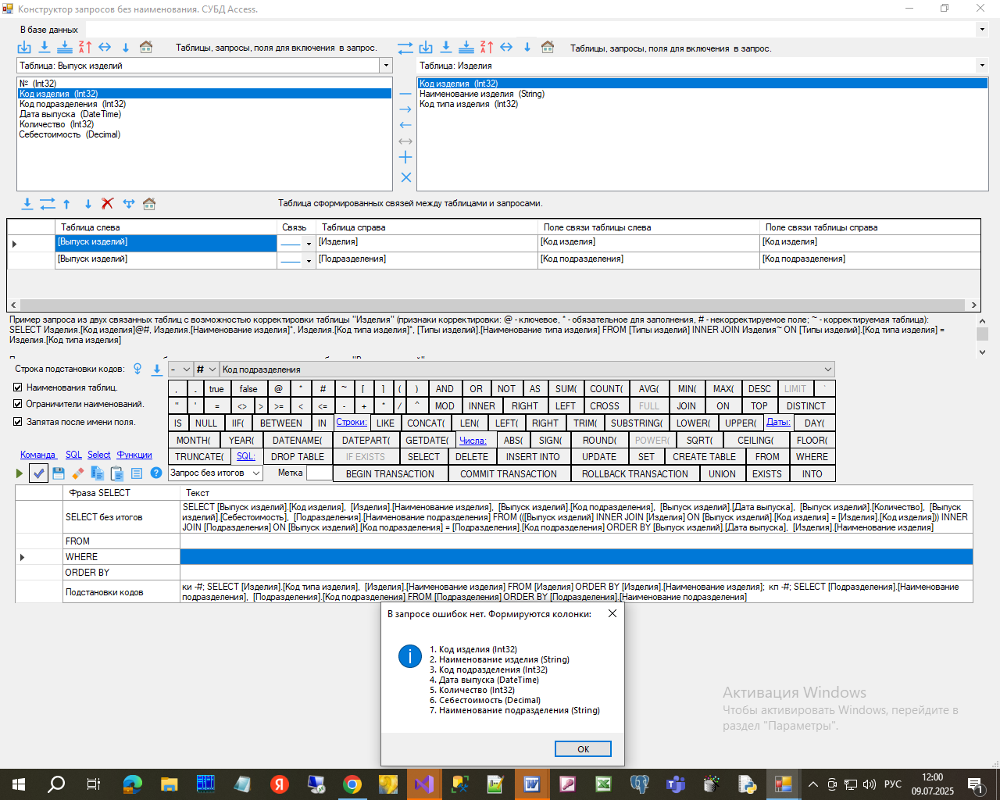 Конструктор запросов без наименования. СУБД Access.
В базе данных
Таблицы, запросы, поля для включения в запрос.
Таблицы, запросы, поля для включения в запрос.
Таблица: Выпуск изделий
Таблица: Изделия
№ (Int32)
Код изделия (Int32)
Код подразделения (Int32)
Дата выпуска (DateTime)
Количество (Int32)
Себестоимость (Decimal)
Код изделия (Int32)
Наименование изделия (String)
Код типа изделия (Int32)
Таблица сформированных связей между таблицами и запросами.
Таблица слева Связь Таблица справа Поле связи таблицы слева Поле связи таблицы справа
[Выпуск изделий] [Изделия] [Код изделия] [Код изделия]
[Выпуск изделий] [Подразделения] [Код подразделения] [Код подразделения]
Пример запроса из двух связанных таблиц с возможностью корректировки таблицы "Изделия" (признаки корректировки: @ - ключевое, * - обязательное для заполнения, # - некорректируемое поле; ~ - корректируемая таблица):
SELECT Изделия.[Код изделия]@#, Изделия.[Наименование изделия]*, Изделия.[Код типа изделия]*, [Типы изделий].[Наименование типа изделия] FROM [Типы изделий] INNER JOIN Изделия~ ON [Типы изделий].[Код типа изделия] =
Изделия.[Код типа изделия]
Строка подстановки кодов: - # Код подразделения
Наименования таблиц.
Ограничители наименований.
Запятая после имени поля.
, . true false @ * # ~ [ ] ( ) AND OR NOT AS SUM( COUNT( AVG( MIN( MAX( DESC LIMIT `
" ' = <> > >= < <= - + * / ^ MOD INNER RIGHT LEFT CROSS FULL JOIN ON TOP DISTINCT
IS NULL IIF( BETWEEN IN Строки: LIKE CONCAT( LEN( LEFT( RIGHT TRIM( SUBSTRING( LOWER( UPPER( Даты: DAY(
MONTH( YEAR( DATENAME( DATEPART( GETDATE( Числа: ABS( SIGN( ROUND( POWER( SQRT( CEILING( FLOOR(
Команда SQL Select Функции
TRUNCATE( SQL: DROP TABLE IF EXISTS SELECT DELETE INSERT INTO UPDATE SET CREATE TABLE FROM WHERE
Запрос без итогов Метка BEGIN TRANSACTION COMMIT TRANSACTION ROLLBACK TRANSACTION UNION EXISTS INTO
Фраза SELECT Текст
SELECT без итогов
SELECT [Выпуск изделий].[Код изделия], [Изделия].[Наименование изделия], [Выпуск изделий].[Код подразделения], [Выпуск изделий].[Дата выпуска], [Выпуск изделий].[Количество], [Выпуск
изделий].[Себестоимость], [Подразделения].[Наименование подразделения] FROM (([Выпуск изделий] INNER JOIN [Изделия] ON [Выпуск изделий].[Код изделия] = [Изделия].[Код изделия])) INNER
JOIN [Подразделения] ON [Выпуск изделий].[Код подразделения] = [Подразделения].[Код подразделения] ORDER BY [Выпуск изделий].[Дата выпуска], [Изделия].[Наименование изделия]
FROM
WHERE
ORDER BY
Подстановки кодов
ки -#; SELECT [Изделия].[Код типа изделия], [Изделия].[Наименование изделия] FROM [Изделия] ORDER BY [Изделия].[Наименование изделия]; кп -#; SELECT [Подразделения].[Наименование
подразделения], [Подразделения].[Код подразделения] FROM [Подразделения] ORDER BY [Подразделения].[Наименование подразделения]
В запросе ошибок нет. Формируются колонки:
1. Код изделия (Int32)
2. Наименование изделия (String)
3. Код подразделения (Int32)
4. Дата выпуска (DateTime)
5. Количество (Int32)
6. Себестоимость (Decimal)
7. Наименование подразделения (String)
OK
Активация Windows
Чтобы активировать Windows, перейдите в
раздел "Параметры".
РУС
12:00
09.07.2025
1